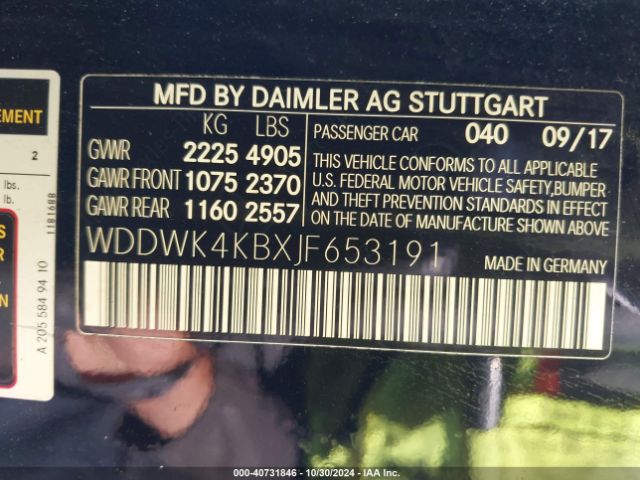 MFD BY DAIMLER AG STUTTGART
KG LBS
GVWR 2225 4905
GAWR FRONT 1075 2370
GAWR REAR 1160 2557
PASSENGER CAR 040 09/17
THIS VEHICLE CONFORMS TO ALL APPLICABLE
U.S. FEDERAL MOTOR VEHICLE SAFETY,BUMPER
AND THEFT PREVENTION STANDARDS IN EFFECT
ON THE DATE OF MANUFACTURE SHOWN ABOVE
WDDWK4KBXJF653191
MADE IN GERMANY
EMENT
2
lbs.
lb.
1181688
A 205 584 94 10
000-40731846 / 10/30/2024 - IAA Inc.